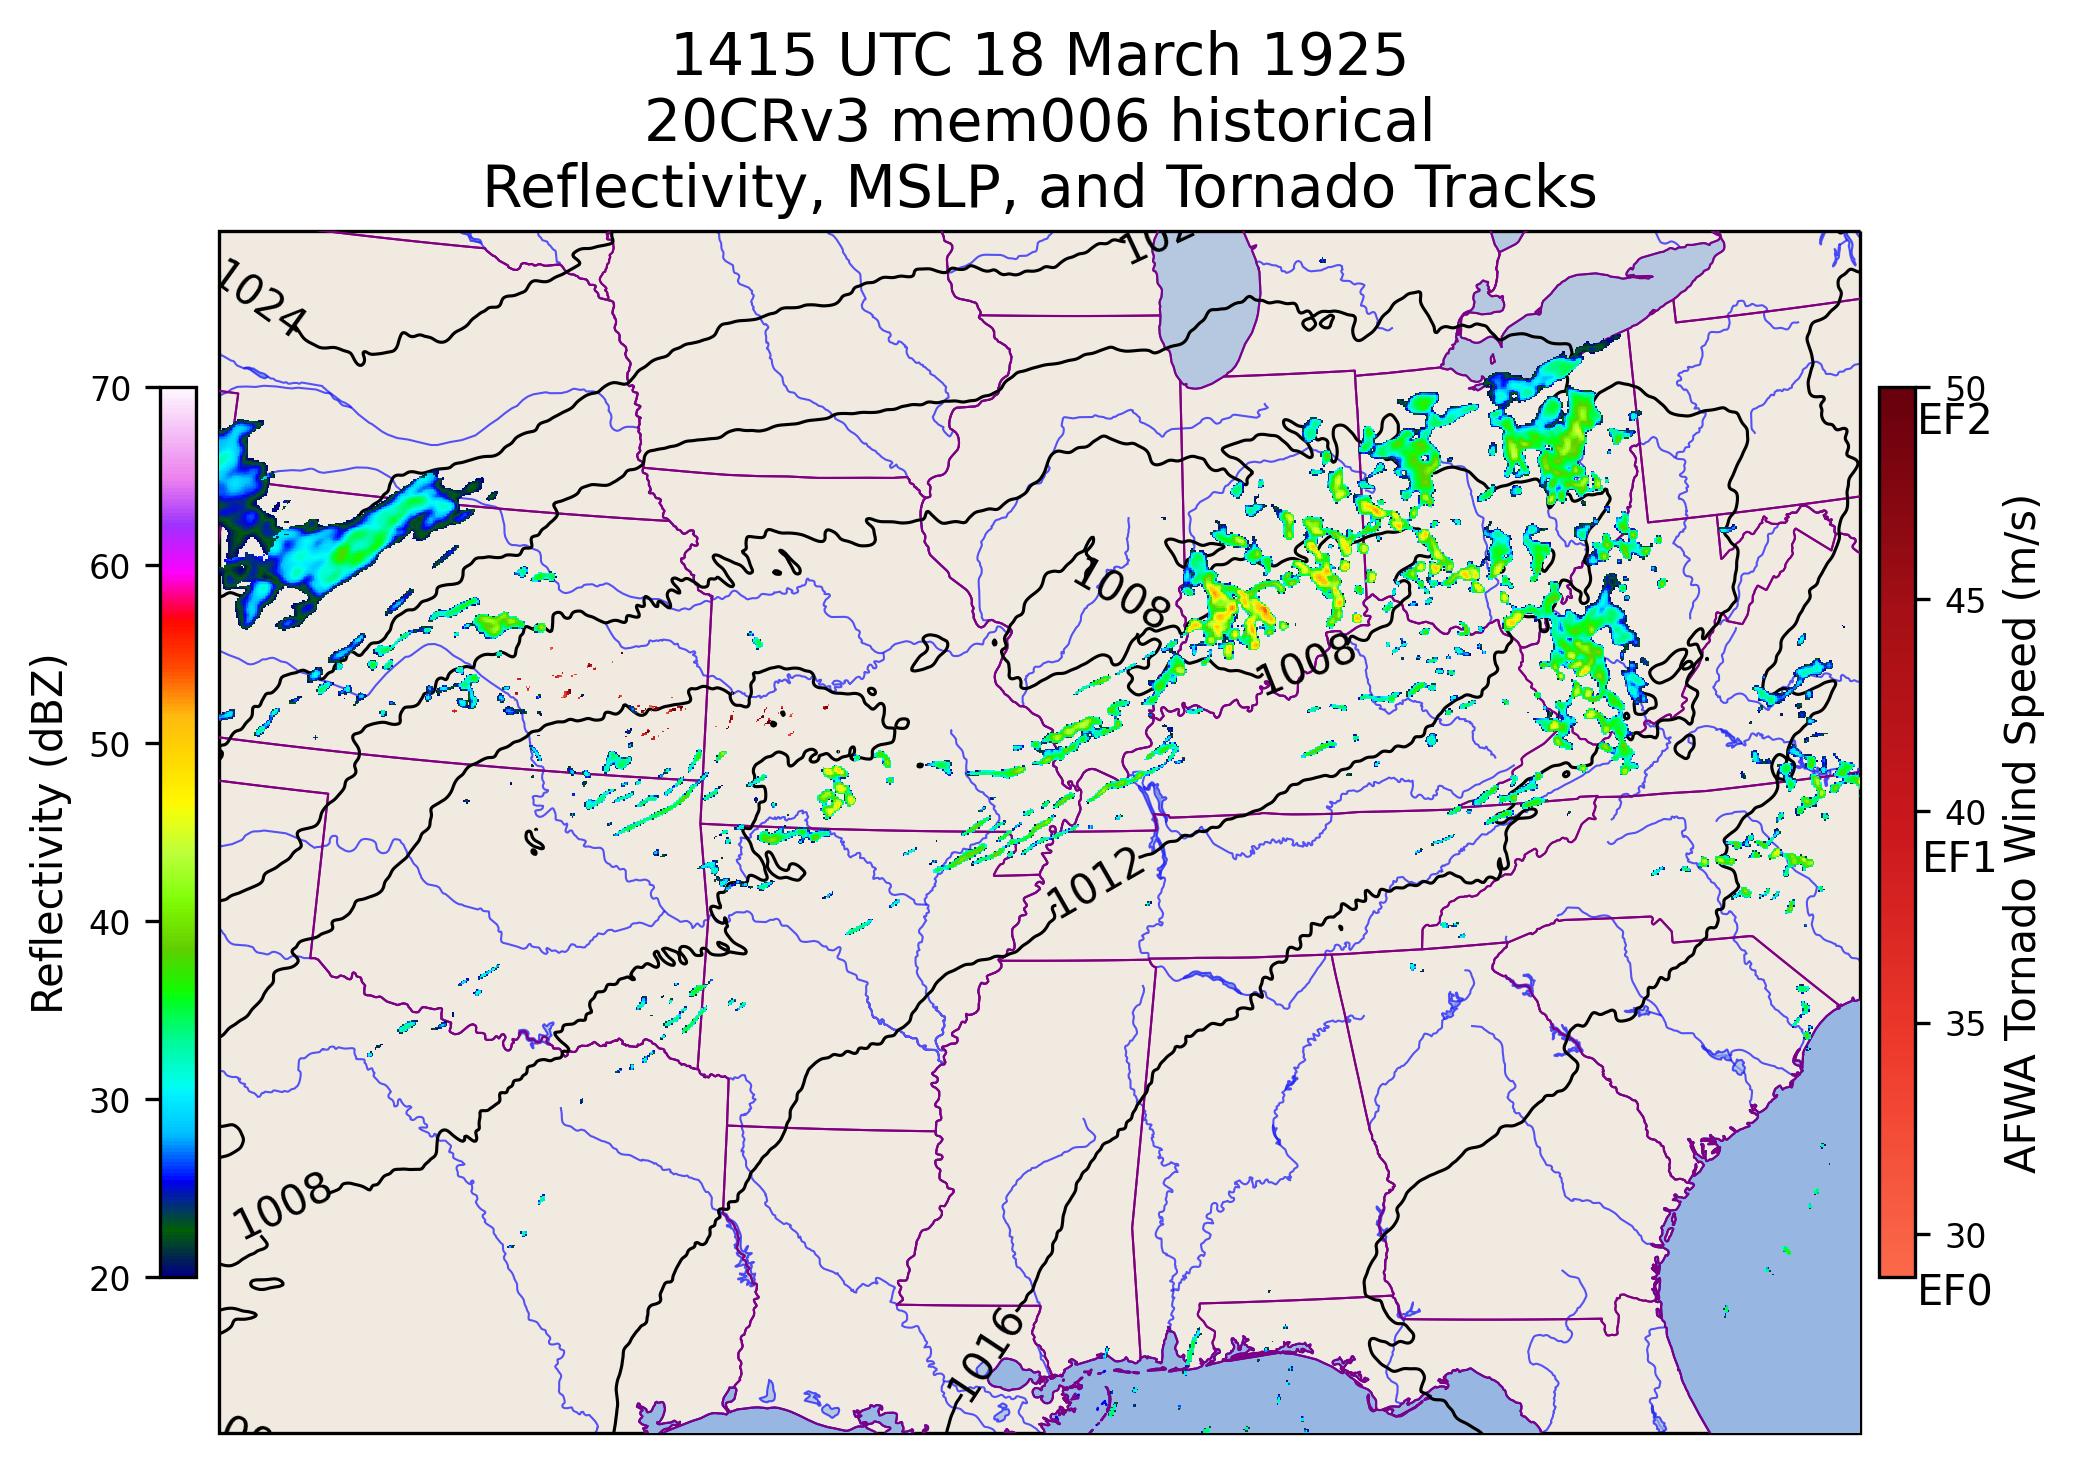 1415 UTC 18 March 1925
20CRv3 mem006 historical
Reflectivity, MSLP, and Tornado Tracks
70
60
50
40
30
20
Reflectivity (dBZ)
1024
1008
1008
1012
1008
1016
50
EF2
45
40
EF1
35
30
EF0
AFWA Tornado Wind Speed (m/s)